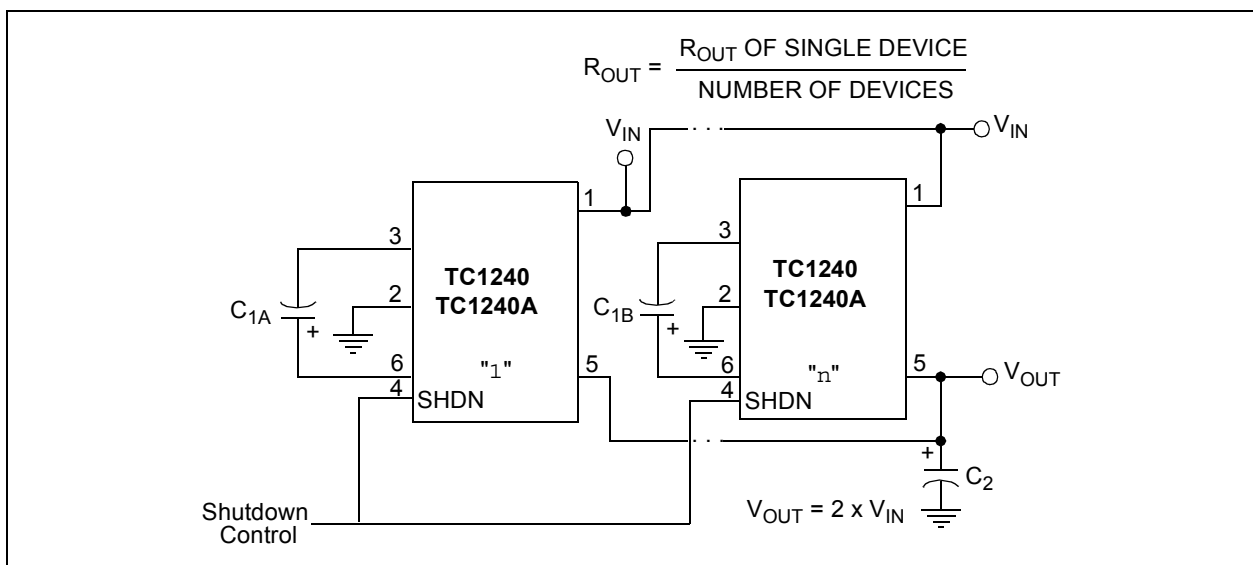 R_OUT = R_OUT OF SINGLE DEVICE
NUMBER OF DEVICES
V_IN
V_IN
1
1
3
3
TC1240
TC1240A
TC1240
TC1240A
2
2
C_1A
+
C_1B
+
"1"
"n"
6
5
6
5
V_OUT
4
SHDN
4
SHDN
+
C_2
V_OUT = 2 x V_IN
Shutdown
Control